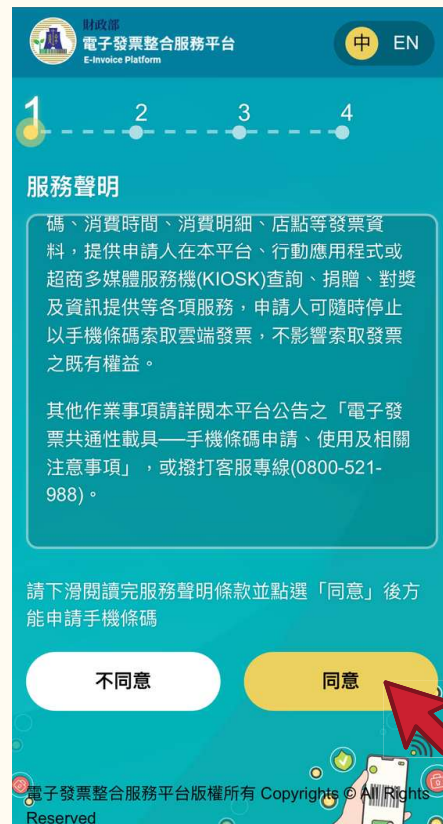 財政部
電子發票整合服務平台
E-Invoice Platform
中 EN
1 2 3 4
服務聲明
碼、消費時間、消費明細、店點等發票資
料,提供申請人在本平台、行動應用程式或
超商多媒體服務機(KIOSK)查詢、捐贈、對獎
及資訊提供等各項服務,申請人可隨時停止
以手機條碼索取雲端發票,不影響索取發票
之既有權益。
其他作業事項請詳閱本平台公告之「電子發
票共通性載具──手機條碼申請、使用及相關
注意事項」,或撥打客服專線(0800-521-
988)。
請下滑閱讀完服務聲明條款並點選「同意」後方
能申請手機條碼
不同意 同意
電子發票整合服務平台版權所有 Copyrights © All Rights
Reserved